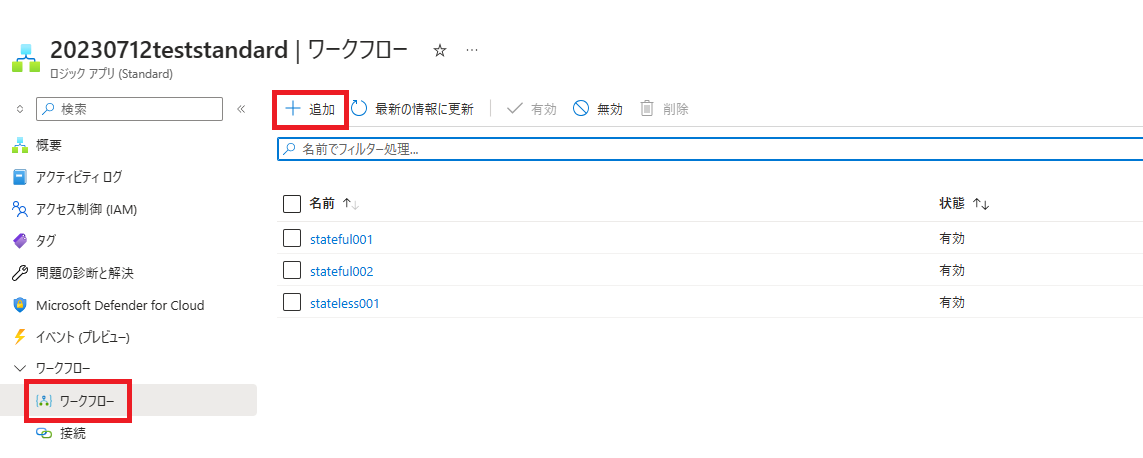 20230712teststandard | ワークフロー ☆ ...
ロジック アプリ (Standard)
検索
概要
アクティビティ ログ
アクセス制御 (IAM)
タグ
問題の診断と解決
Microsoft Defender for Cloud
イベント (プレビュー)
ワークフロー
ワークフロー
接続
追加 最新の情報に更新 有効 無効 削除
名前でフィルター処理...
名前 ↑↓ 状態 ↑↓
stateful001 有効
stateful002 有効
stateless001 有効